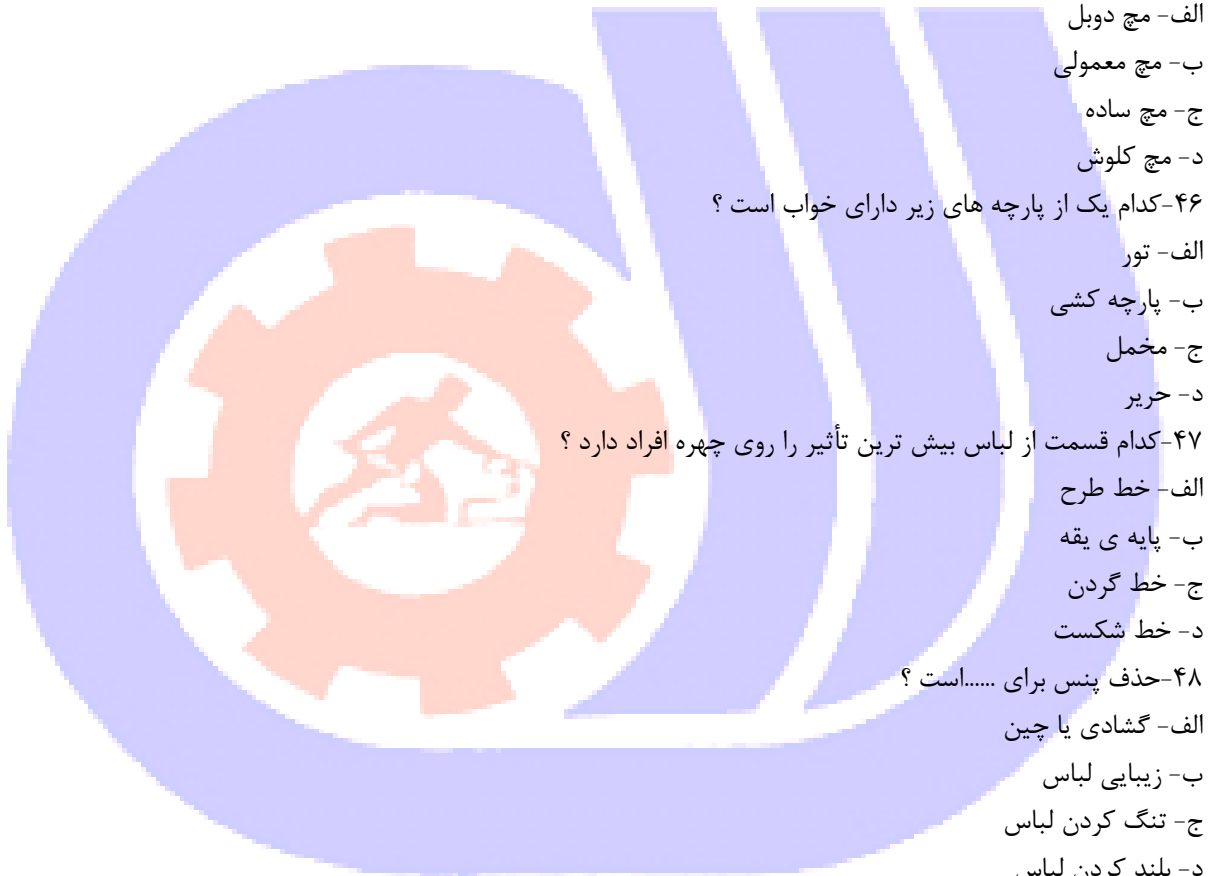 الف- مچ دوبل
ب- مچ معمولی
ج- مچ ساده
د- مچ کلوش
۴۶-کدام یک از پارچه های زیر دارای خواب است ؟
الف- تور
ب- پارچه کشی
ج- مخمل
د- حریر
۴۷-کدام قسمت از لباس بیش ترین تأثیر را روی چهره افراد دارد ؟
الف- خط طرح
ب- پایه ی یقه
ج- خط گردن
د- خط شکست
۴۸-حذف پنس برای ......است ؟
الف- گشادی یا چین
ب- زیبایی لباس
ج- تنگ کردن لباس
د- بلند کردن لباس